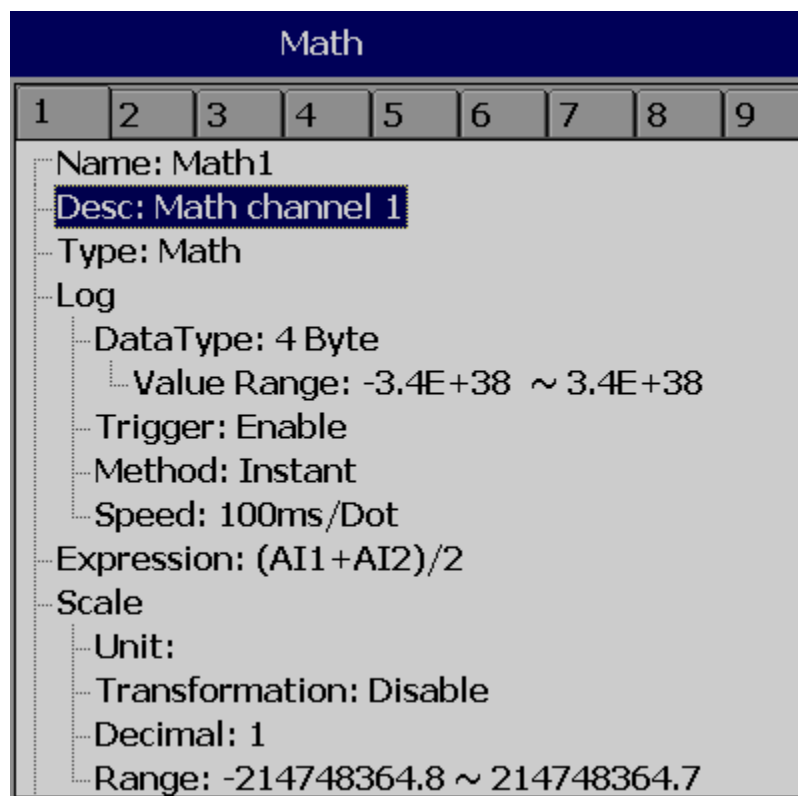 Math
1 2 3 4 5 6 7 8 9
Name: Math1
Desc: Math channel 1
Type: Math
Log
DataType: 4 Byte
Value Range: -3.4E+38 ~ 3.4E+38
Trigger: Enable
Method: Instant
Speed: 100ms/Dot
Expression: (AI1+AI2)/2
Scale
Unit:
Transformation: Disable
Decimal: 1
Range: -214748364.8 ~ 214748364.7